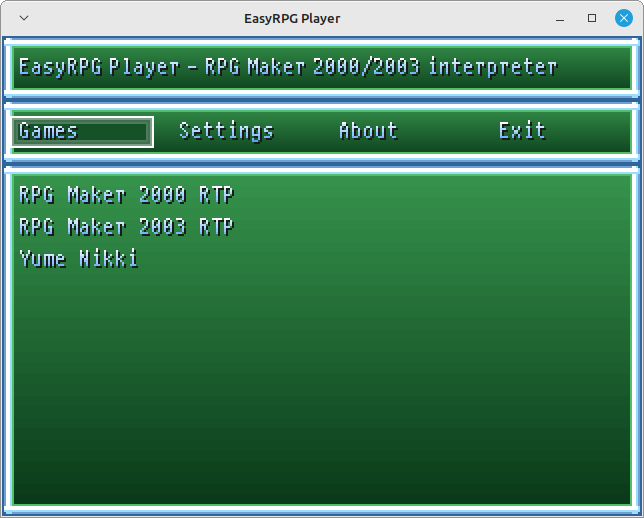 EasyRPG Player
EasyRPG Player - RPG Maker 2000/2003 interpreter
Games Settings About Exit
RPG Maker 2000 RTP
RPG Maker 2003 RTP
Yume Nikki